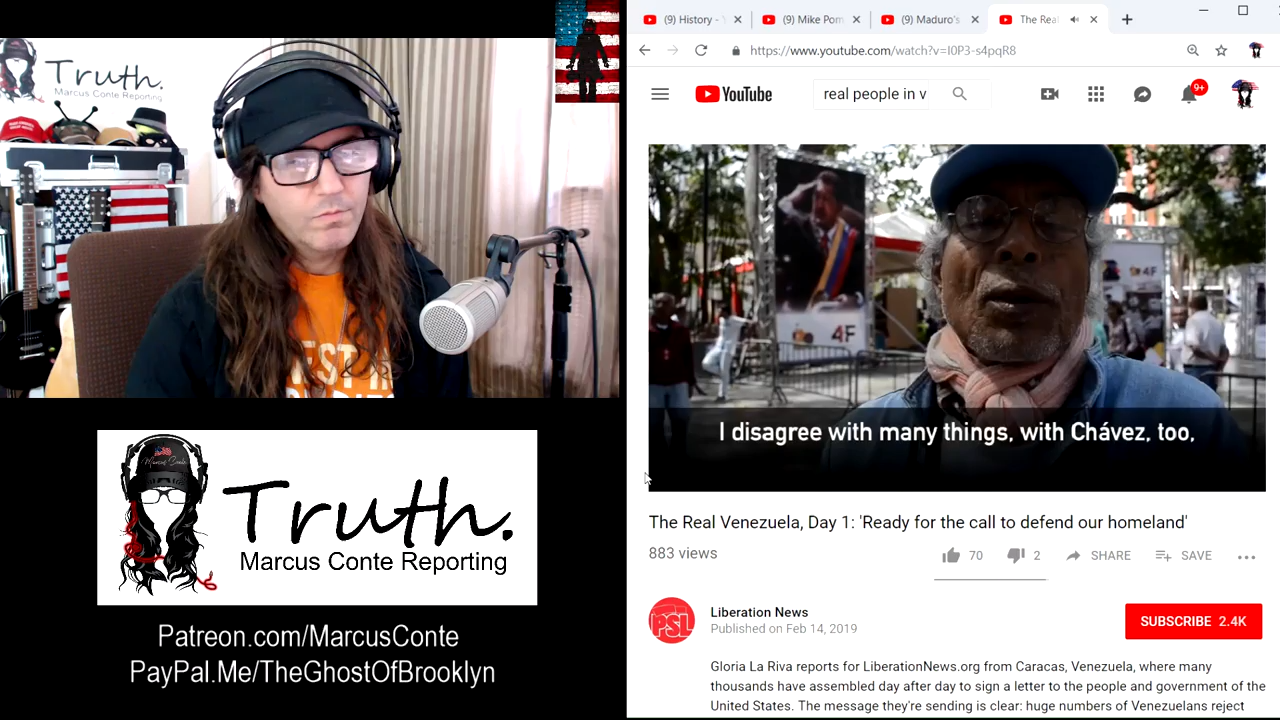 Truth.
Marcus Conte Reporting
WEST IN
Truth.
Marcus Conte Reporting
Patreon.com/MarcusConte
PayPal.Me/TheGhostOfBrooklyn
(9) History - Y
(9) Mike Pom
(9) Maduro's
The Real
https://www.youtube.com/watch?v=I0P3-s4pqR8
YouTube
real people in v
9+
4F
4F
I disagree with many things, with Chávez, too,
The Real Venezuela, Day 1: 'Ready for the call to defend our homeland'
883 views
70
2
SHARE
SAVE
PSL
Liberation News
Published on Feb 14, 2019
SUBSCRIBE 2.4K
Gloria La Riva reports for LiberationNews.org from Caracas, Venezuela, where many
thousands have assembled day after day to sign a letter to the people and government of the
United States. The message they're sending is clear: huge numbers of Venezuelans reject